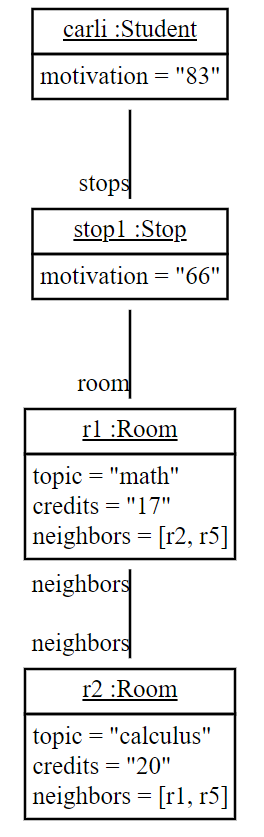 carli :Student
motivation = "83"
stops
stop1 :Stop
motivation = "66"
room
r1 :Room
topic = "math"
credits = "17"
neighbors = [r2, r5]
neighbors
neighbors
r2 :Room
topic = "calculus"
credits = "20"
neighbors = [r1, r5]